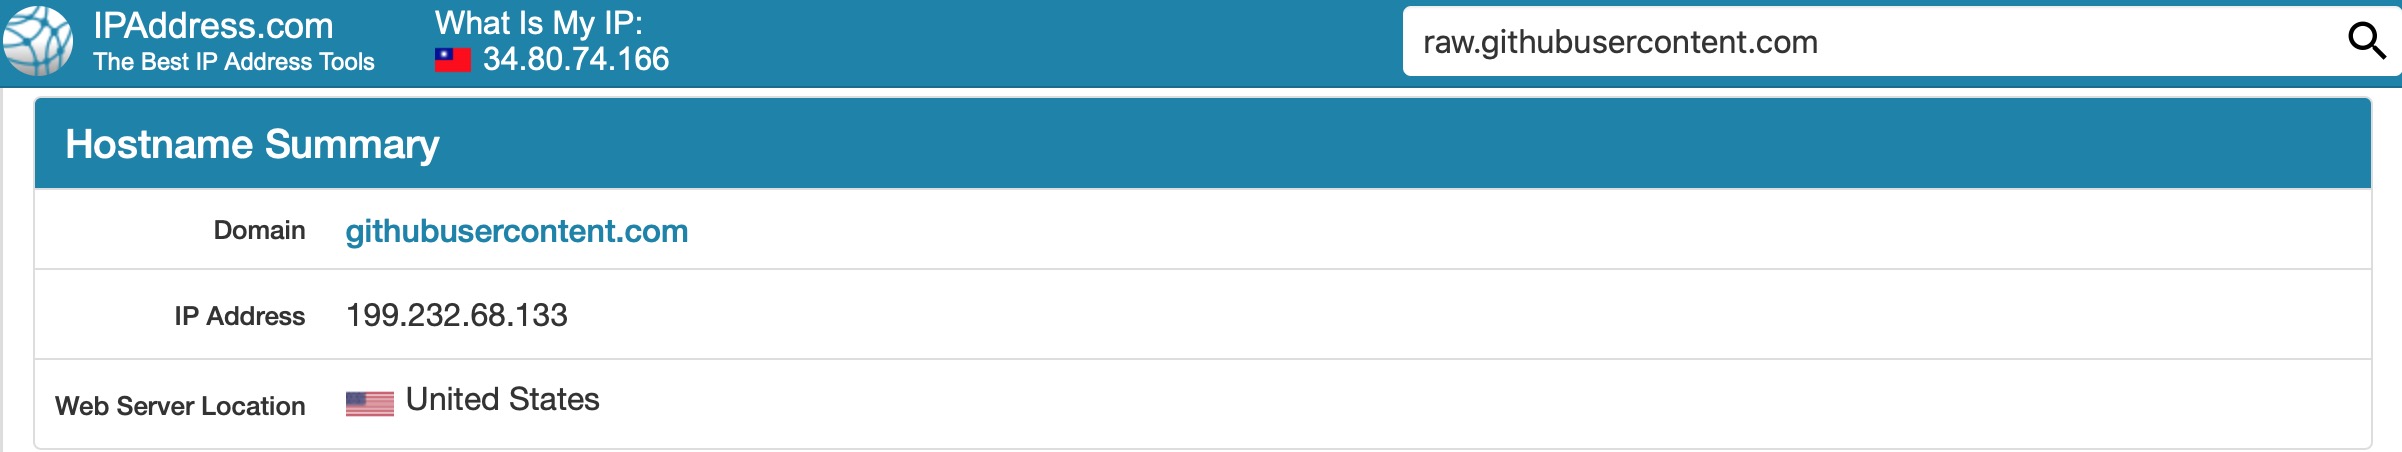 IPAddress.com
The Best IP Address Tools
What Is My IP:
34.80.74.166
raw.githubusercontent.com
Hostname Summary
Domain githubusercontent.com
IP Address 199.232.68.133
Web Server Location United States